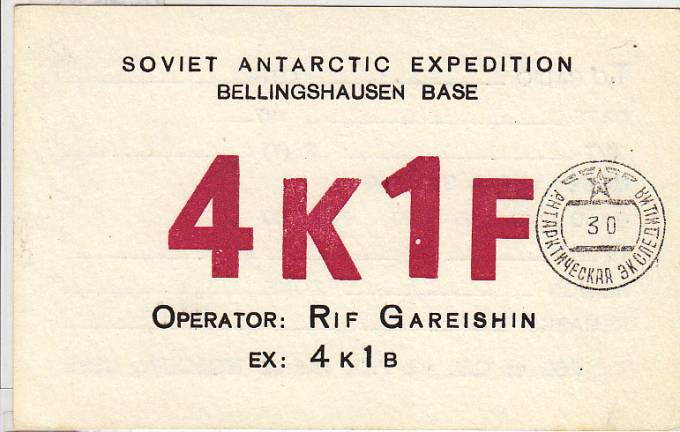 SOVIET ANTARCTIC EXPEDITION
BELLINGSHAUSEN BASE
4K1F
АНТАРКТИЧЕСКАЯ ЭКСПЕДИЦИЯ
30
OPERATOR: RIF GAREISHIN
EX: 4K1B